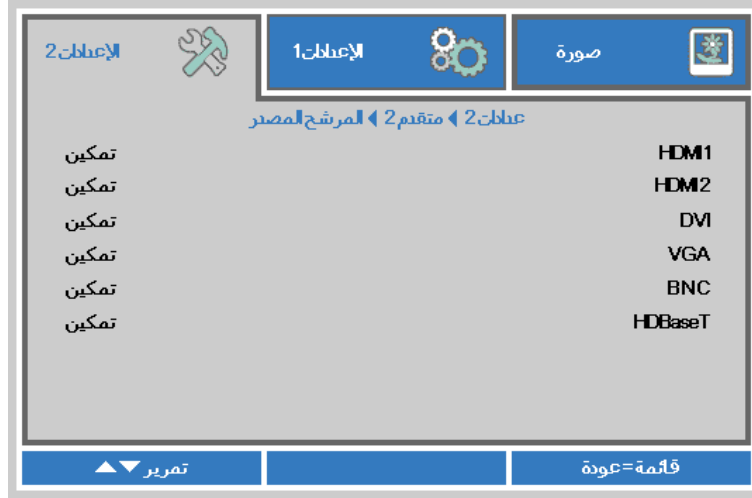 صورة
الإعدادات1
الإعدادات2
عدادات2 ⏴ متقدم2 ⏴ المرشح المصدر
HDMI1 تمكين
HDMI2 تمكين
DVI تمكين
VGA تمكين
BNC تمكين
HDBaseT تمكين
قائمة=عودة
تمرير ▼▲